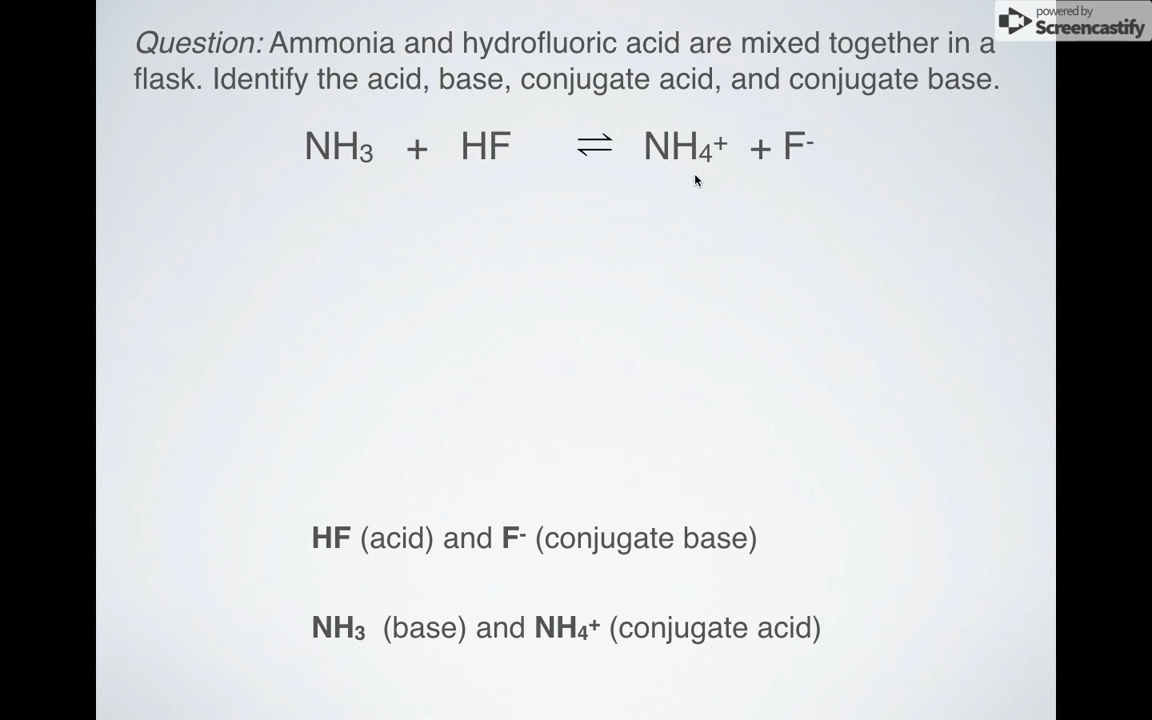 powered by
Screencastify
Question: Ammonia and hydrofluoric acid are mixed together in a
flask. Identify the acid, base, conjugate acid, and conjugate base.
NH₃ + HF ⇌ NH₄⁺ + F⁻
HF (acid) and F⁻ (conjugate base)
NH₃ (base) and NH₄⁺ (conjugate acid)